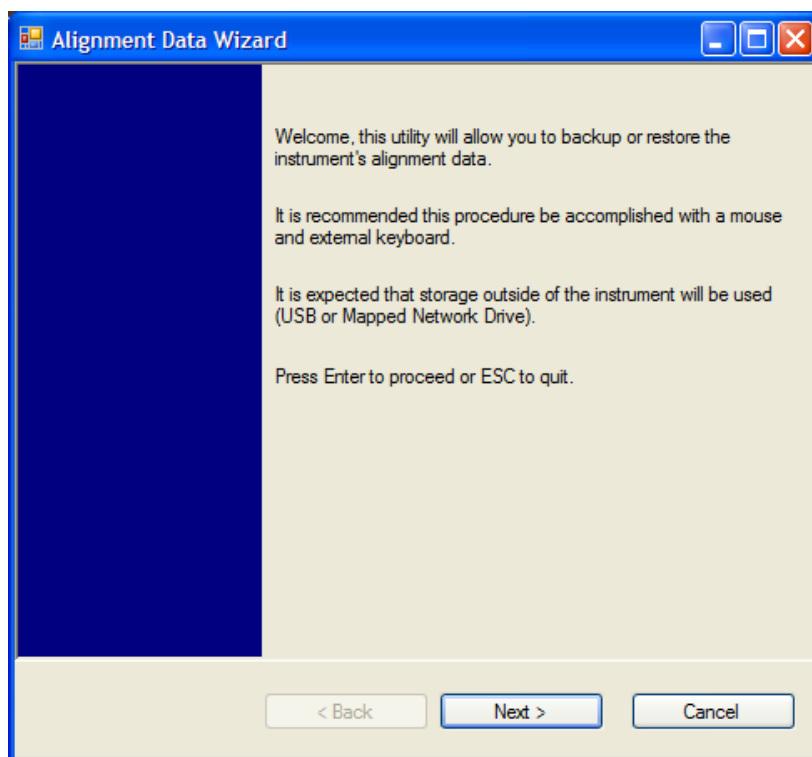 Alignment Data Wizard
Welcome, this utility will allow you to backup or restore the
instrument's alignment data.
It is recommended this procedure be accomplished with a mouse
and external keyboard.
It is expected that storage outside of the instrument will be used
(USB or Mapped Network Drive).
Press Enter to proceed or ESC to quit.
< Back
Next >
Cancel